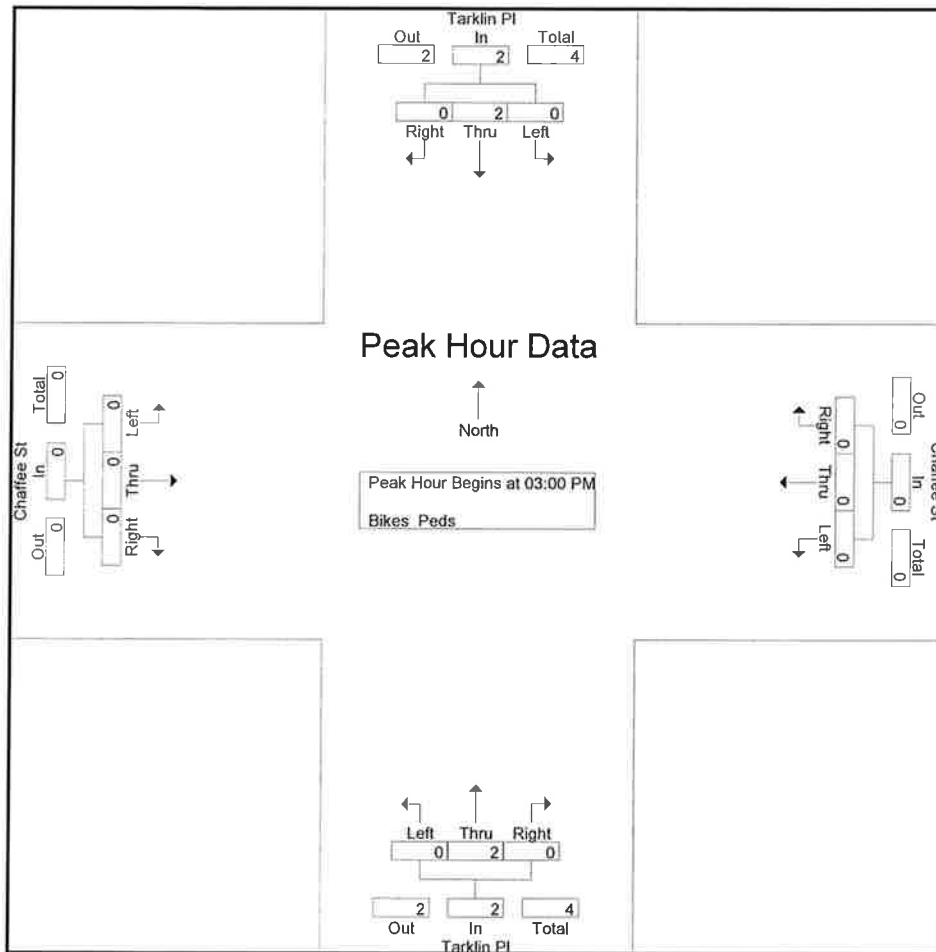 Tarklin Pl
Out In Total
2 2 4
0 2 0
Right Thru Left
Peak Hour Data
North
Peak Hour Begins at 03:00 PM
Bikes Peds
Chaffee St
Total 0
In 0
Out 0
Left 0
Thru 0
Right 0
Right 0
Thru 0
Left 0
Out 0
In 0
Total 0
Chaffee St
Left Thru Right
0 2 0
2 2 4
Out In Total
Tarklin Pl